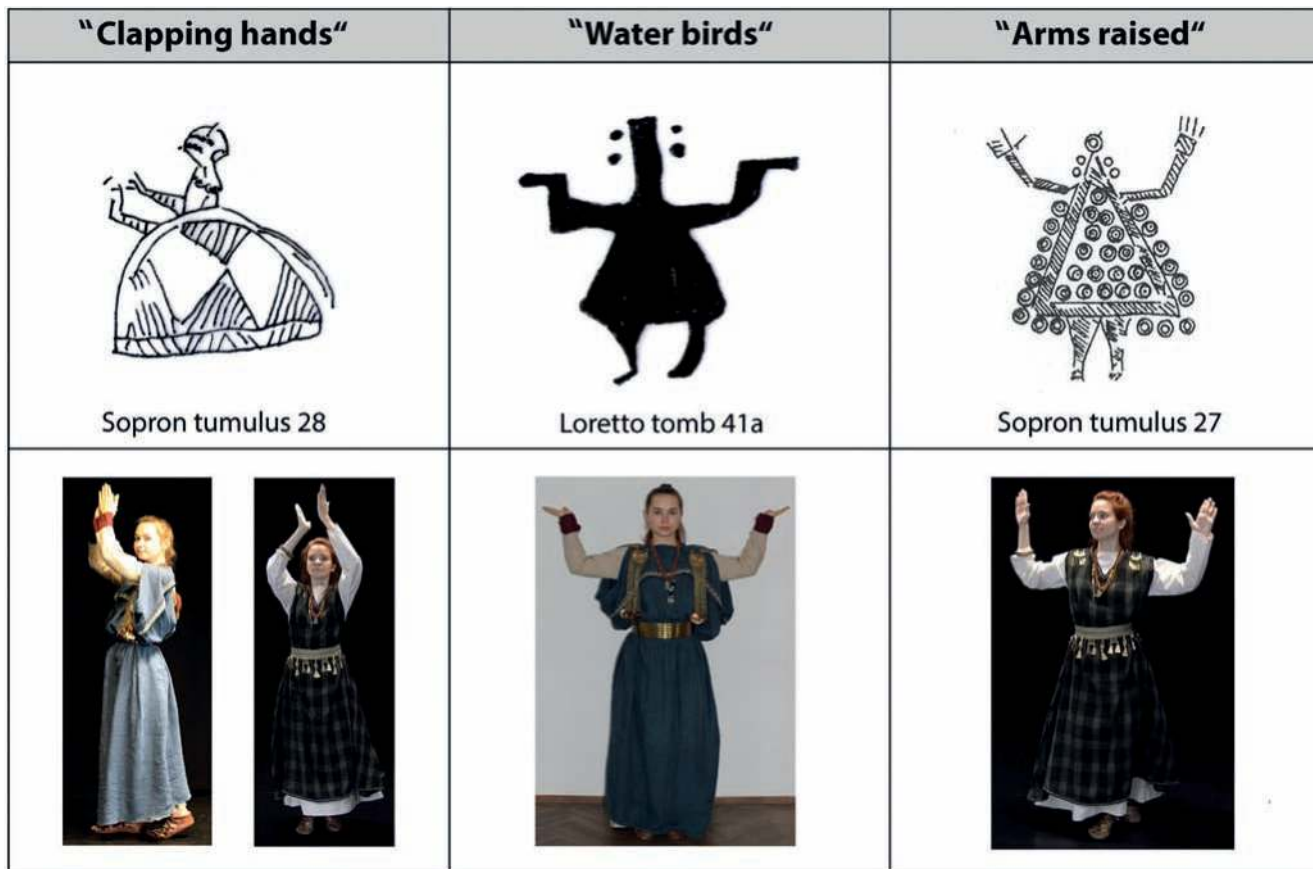 "Clapping hands“
"Water birds“
"Arms raised“
Sopron tumulus 28
Loretto tomb 41a
Sopron tumulus 27